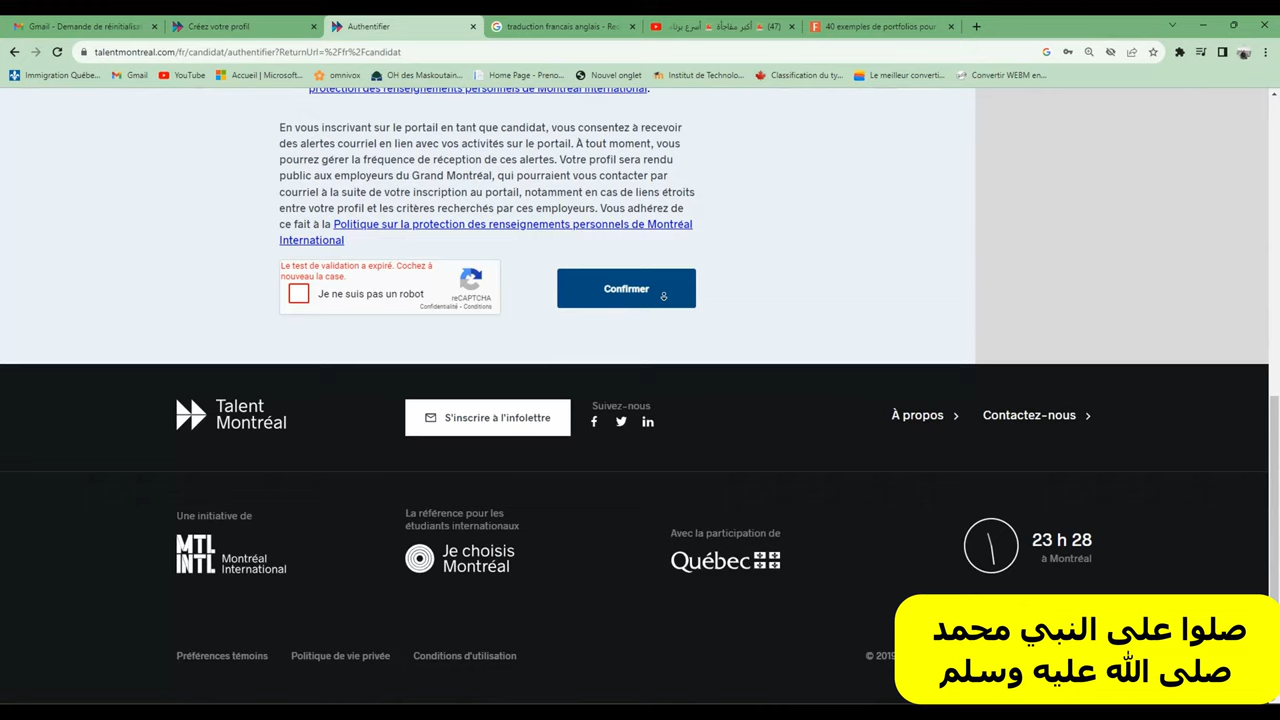 Gmail - Demande de réinitialisat
Créez votre profil
Authentifier
traduction francais anglais - Rec
(47) أكبر مفاجأة أسرع برنا
40 exemples de portfolios pour
talentmontreal.com/fr/candidat/authentifier?ReturnUrl=%2Ffr%2Fcandidat
Immigration Québe...
Gmail
YouTube
Accueil | Microsoft...
omnivox
OH des Maskoutain...
Home Page - Preno...
Nouvel onglet
Institut de Technolo...
Classification du ty...
Le meilleur converti...
Convertir WEBM en...
protection des renseignements personnels de Montréal International.
En vous inscrivant sur le portail en tant que candidat, vous consentez à recevoir
des alertes courriel en lien avec vos activités sur le portail. À tout moment, vous
pourrez gérer la fréquence de réception de ces alertes. Votre profil sera rendu
public aux employeurs du Grand Montréal, qui pourraient vous contacter par
courriel à la suite de votre inscription au portail, notamment en cas de liens étroits
entre votre profil et les critères recherchés par ces employeurs. Vous adhérez de
ce fait à la Politique sur la protection des renseignements personnels de Montréal
International
Le test de validation a expiré. Cochez à
nouveau la case.
Je ne suis pas un robot
reCAPTCHA
Confidentialité - Conditions
Confirmer
Talent
Montréal
S'inscrire à l'infolettre
Suivez-nous
À propos
Contactez-nous
Une initiative de
MTL
INTL
Montréal
International
La référence pour les
étudiants internationaux
Je choisis
Montréal
Avec la participation de
Québec
23 h 28
à Montréal
Préférences témoins
Politique de vie privée
Conditions d'utilisation
© 2019
صلوا على النبي محمد
صلى الله عليه وسلم